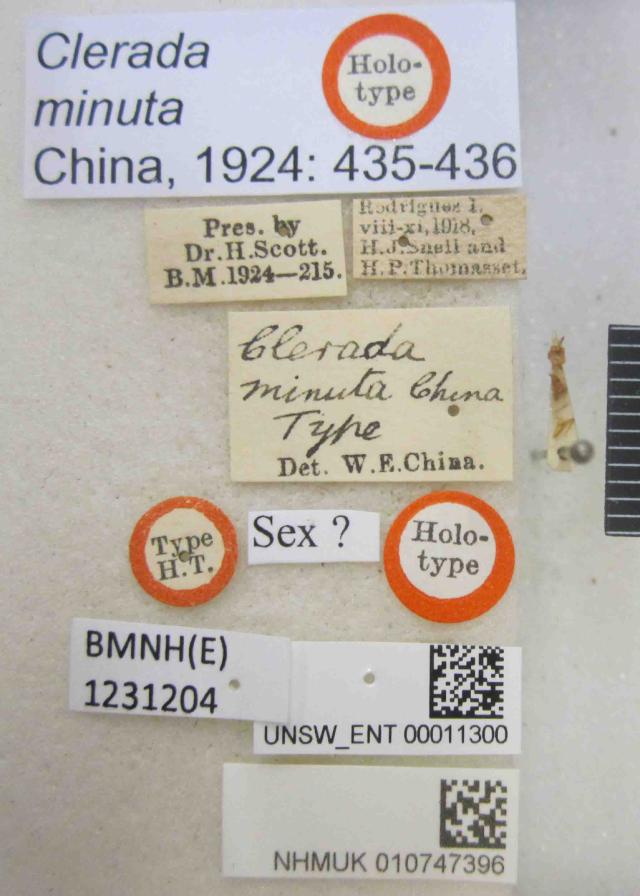 Clerada
minuta
China, 1924: 435-436
Holo-
type
Pres. by
Dr.H.Scott.
B.M.1924—215.
Rodriguez I.
viii-xi,1918,
H.J.Snell and
H.P.Thomasset.
Clerada
minuta China
Type
Det. W.E.China.
Type
H.T.
Sex ?
Holo-
type
BMNH(E)
1231204
UNSW_ENT 00011300
NHMUK 010747396